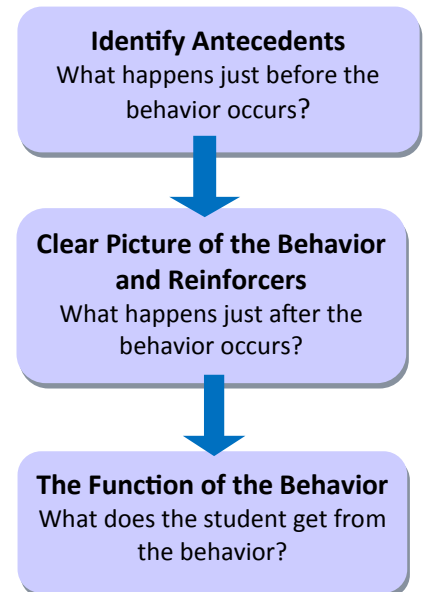 Identify Antecedents
What happens just before the
behavior occurs?
Clear Picture of the Behavior
and Reinforcers
What happens just after the
behavior occurs?
The Function of the Behavior
What does the student get from
the behavior?